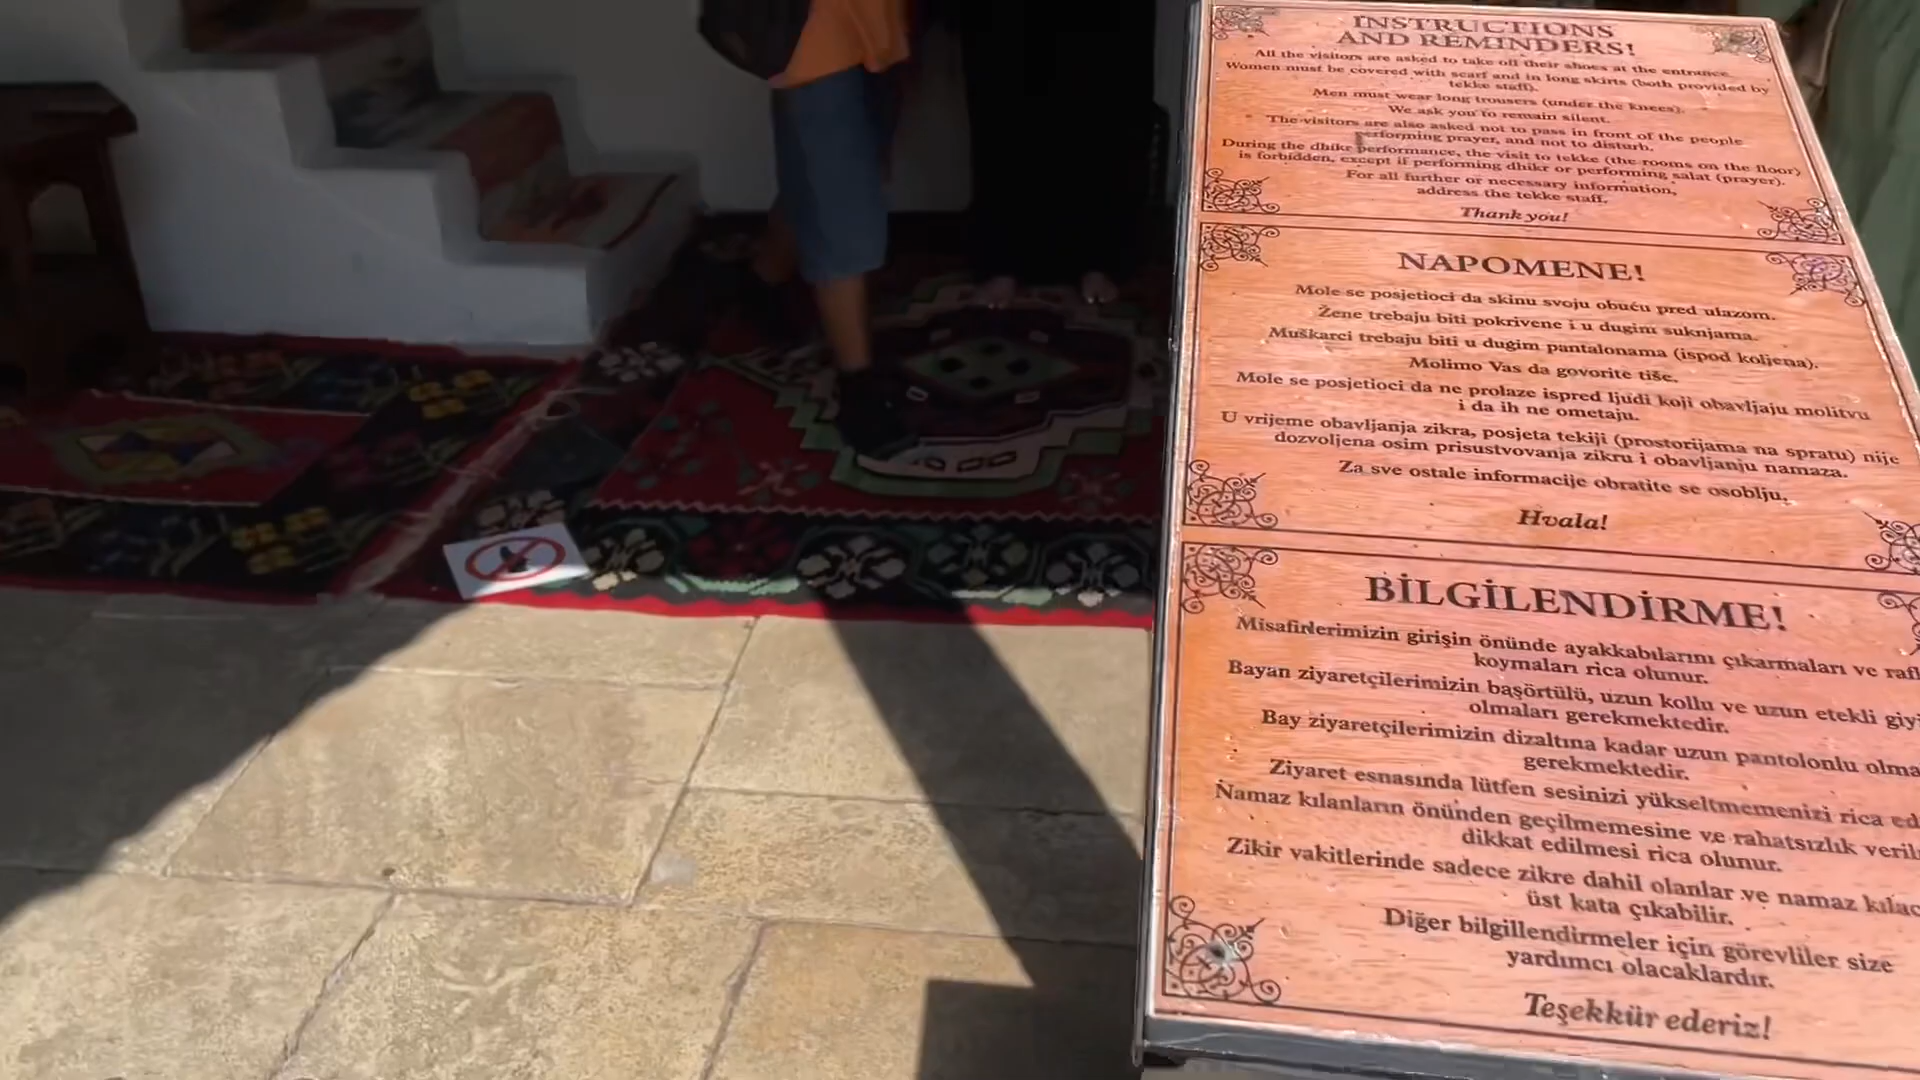 INSTRUCTIONS
AND REMINDERS!
All the visitors are asked to take off their shoes at the entrance.
Women must be covered with scarf and in long skirts (both provided by
tekke staff).
Men must wear long trousers (under the knees).
We ask you to remain silent.
The visitors are also asked not to pass in front of the people
performing prayer, and not to disturb.
During the dhikr performance, the visit to tekke (the rooms on the floor)
is forbidden, except if performing dhikr or performing salat (prayer).
For all further or necessary information,
address the tekke staff.
Thank you!
NAPOMENE!
Mole se posjetioci da skinu svoju obuću pred ulazom.
Žene trebaju biti pokrivene i u dugim suknjama.
Muškarci trebaju biti u dugim pantalonama (ispod koljena).
Molimo Vas da govorite tiše.
Mole se posjetioci da ne prolaze ispred ljudi koji obavljaju molitvu
i da ih ne ometaju.
U vrijeme obavljanja zikra, posjeta tekiji (prostorijama na spratu) nije
dozvoljena osim prisustvovanja zikru i obavljanju namaza.
Za sve ostale informacije obratite se osoblju,
Hvala!
BİLGİLENDİRME!
Misafirlerimizin girişin önünde ayakkabılarını çıkarmaları ve rafl
koymaları rica olunur.
Bayan ziyaretçilerimizin başörtülü, uzun kollu ve uzun etekli giy
olmaları gerekmektedir.
Bay ziyaretçilerimizin dizaltına kadar uzun pantolonlu olma
gerekmektedir.
Ziyaret esnasında lütfen sesinizi yükseltmemenizi rica ed
Namaz kılanların önünden geçilmemesine ve rahatsızlık veril
dikkat edilmesi rica olunur.
Zikir vakitlerinde sadece zikre dahil olanlar ve namaz kılac
üst kata çıkabilir.
Diğer bilgillendirmeler için görevliler size
yardımcı olacaklardır.
Teşekkür ederiz!